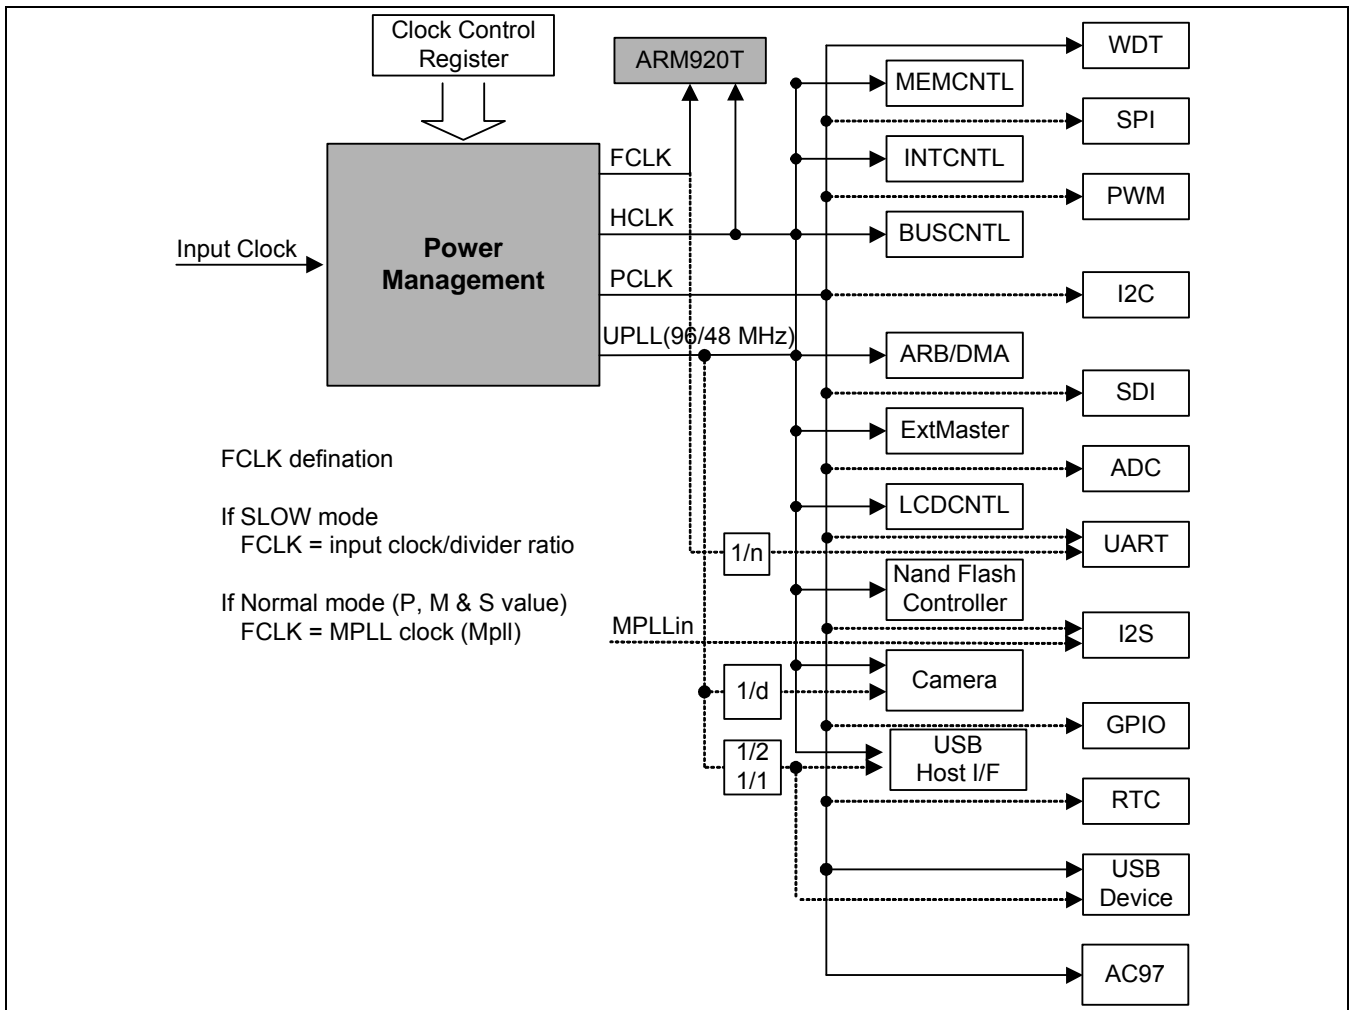 Clock Control
Register
ARM920T
WDT
MEMCNTL
SPI
FCLK
INTCNTL
PWM
HCLK
BUSCNTL
Input Clock
Power
Management
PCLK
I2C
UPLL(96/48 MHz)
ARB/DMA
SDI
ExtMaster
FCLK defination
ADC
LCDCNTL
If SLOW mode
FCLK = input clock/divider ratio
1/n
UART
Nand Flash
Controller
If Normal mode (P, M & S value)
FCLK = MPLL clock (Mpll)
MPLLin
I2S
1/d
Camera
GPIO
1/2
1/1
USB
Host I/F
RTC
USB
Device
AC97